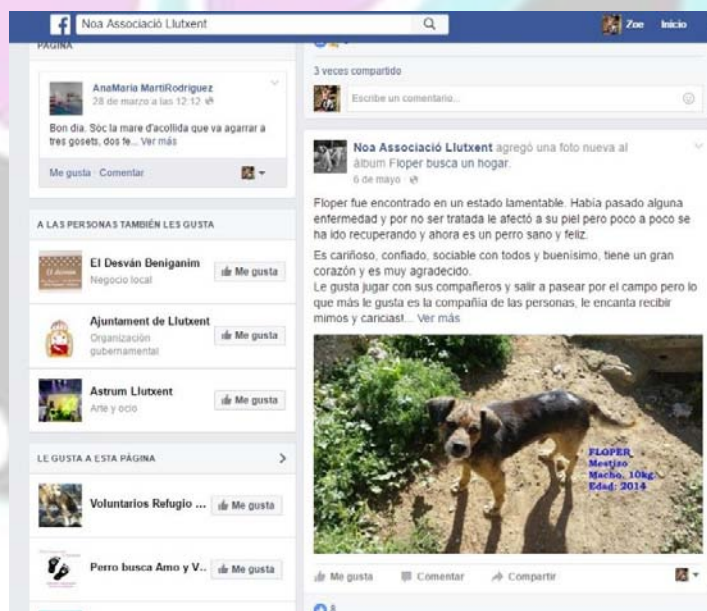 Noa Associació Llutxent
Zoe Inicio
PÁGINA
AnaMaria MartiRodriguez
28 de marzo a las 12:12
Bon dia. Sóc la mare d'acollida que va agarrar a
tres gosets, dos fe... Ver más
Me gusta · Comentar
A LAS PERSONAS TAMBIÉN LES GUSTA
El Desván Beniganim
Negocio local
Me gusta
Ajuntament de Llutxent
Organización
gubernamental
Me gusta
Astrum Llutxent
Arte y ocio
Me gusta
LE GUSTA A ESTA PÁGINA
Voluntarios Refugio ...
Me gusta
Perro busca Amo y V..
Me gusta
3 veces compartido
Escribe un comentario...
Noa Associació Llutxent agregó una foto nueva al
álbum Floper busca un hogar.
6 de mayo ·
Floper fue encontrado en un estado lamentable. Había pasado alguna
enfermedad y por no ser tratada le afectó a su piel pero poco a poco se
ha ido recuperando y ahora es un perro sano y feliz.
Es cariñoso, confiado, sociable con todos y buenísimo, tiene un gran
corazón y es muy agradecido.
Le gusta jugar con sus compañeros y salir a pasear por el campo pero lo
que más le gusta es la compañía de las personas, le encanta recibir
mimos y caricias!... Ver más
FLOPER
Mestizo
Macho. 10kg.
Edad: 2014
Me gusta Comentar Compartir
8